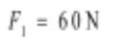 F₁ = 60 N